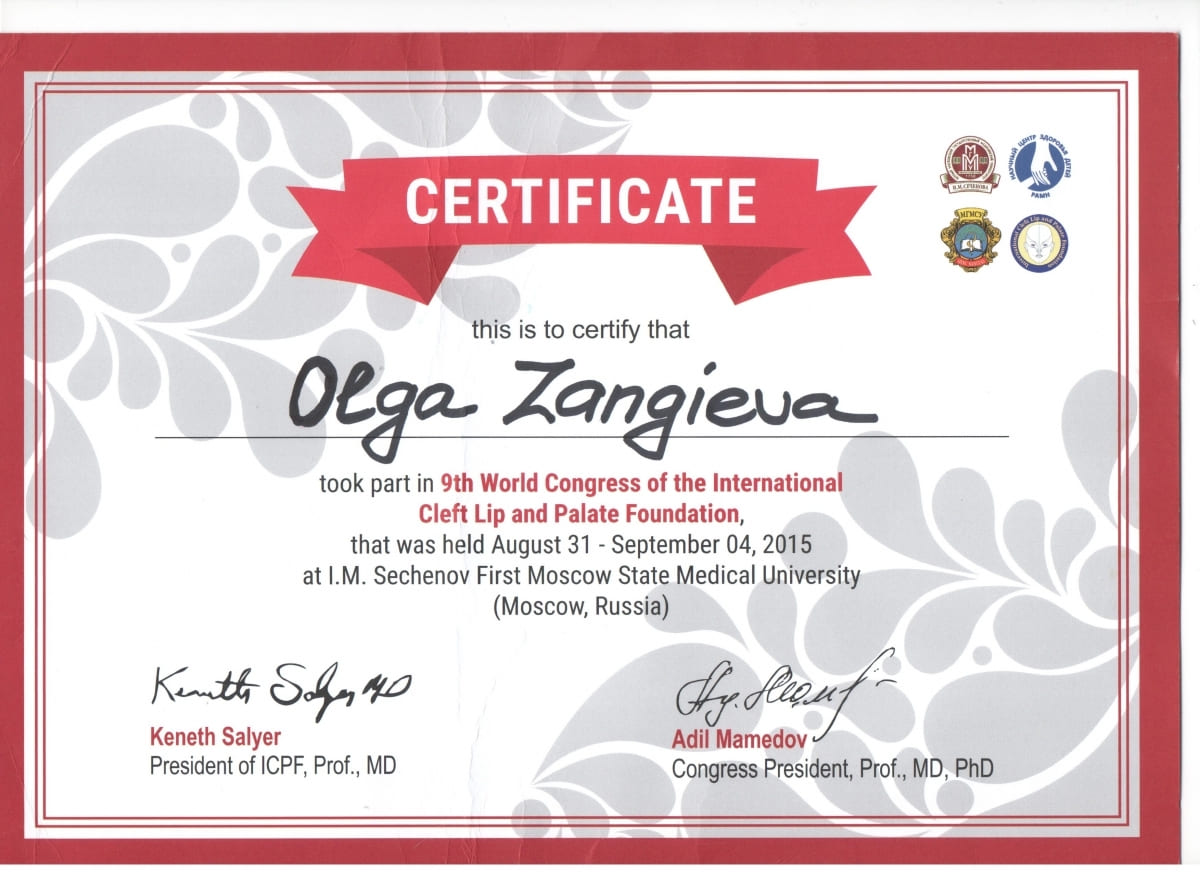 НАУЧНЫЙ ЦЕНТР ЗДОРОВЬЯ ДЕТЕЙ
РАМН
И.М. СЕЧЕНОВА
МГМСУ
International Cleft Lip and Palate Foundation
CERTIFICATE
this is to certify that
Olga Zangieva
took part in 9th World Congress of the International
Cleft Lip and Palate Foundation,
that was held August 31 - September 04, 2015
at I.M. Sechenov First Moscow State Medical University
(Moscow, Russia)
Keneth Salyer MD
Keneth Salyer
President of ICPF, Prof., MD
Adil Mamedov
Congress President, Prof., MD, PhD